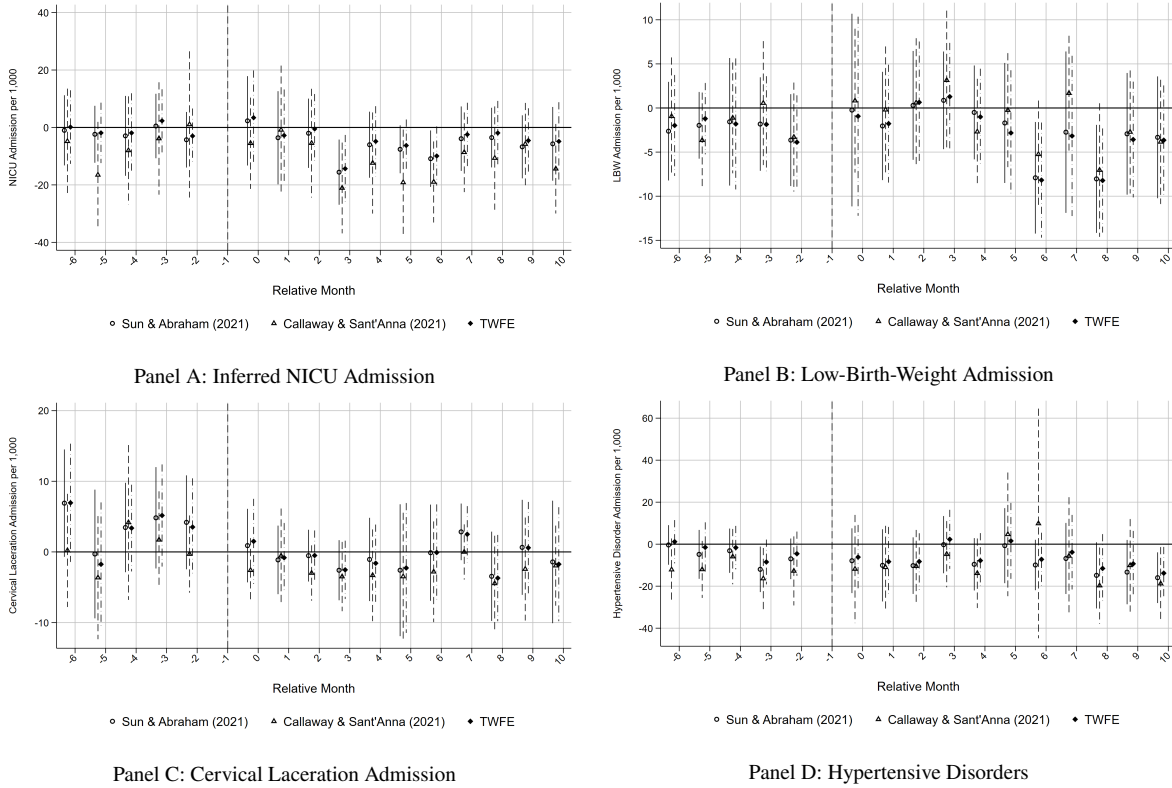 40
20
0
-20
-40
NICU Admission per 1,000
-6 -5 -4 -3 -2 -1 0 1 2 3 4 5 6 7 8 9 10
Relative Month
Sun & Abraham (2021) Callaway & Sant'Anna (2021) TWFE
Panel A: Inferred NICU Admission
10
5
0
-5
-10
-15
LBW Admission per 1,000
-6 -5 -4 -3 -2 -1 0 1 2 3 4 5 6 7 8 9 10
Relative Month
Sun & Abraham (2021) Callaway & Sant'Anna (2021) TWFE
Panel B: Low-Birth-Weight Admission
20
10
0
-10
Cervical Laceration Admission per 1,000
-6 -5 -4 -3 -2 -1 0 1 2 3 4 5 6 7 8 9 10
Relative Month
Sun & Abraham (2021) Callaway & Sant'Anna (2021) TWFE
Panel C: Cervical Laceration Admission
60
40
20
0
-20
-40
Hypertensive Disorder Admission per 1,000
-6 -5 -4 -3 -2 -1 0 1 2 3 4 5 6 7 8 9 10
Relative Month
Sun & Abraham (2021) Callaway & Sant'Anna (2021) TWFE
Panel D: Hypertensive Disorders